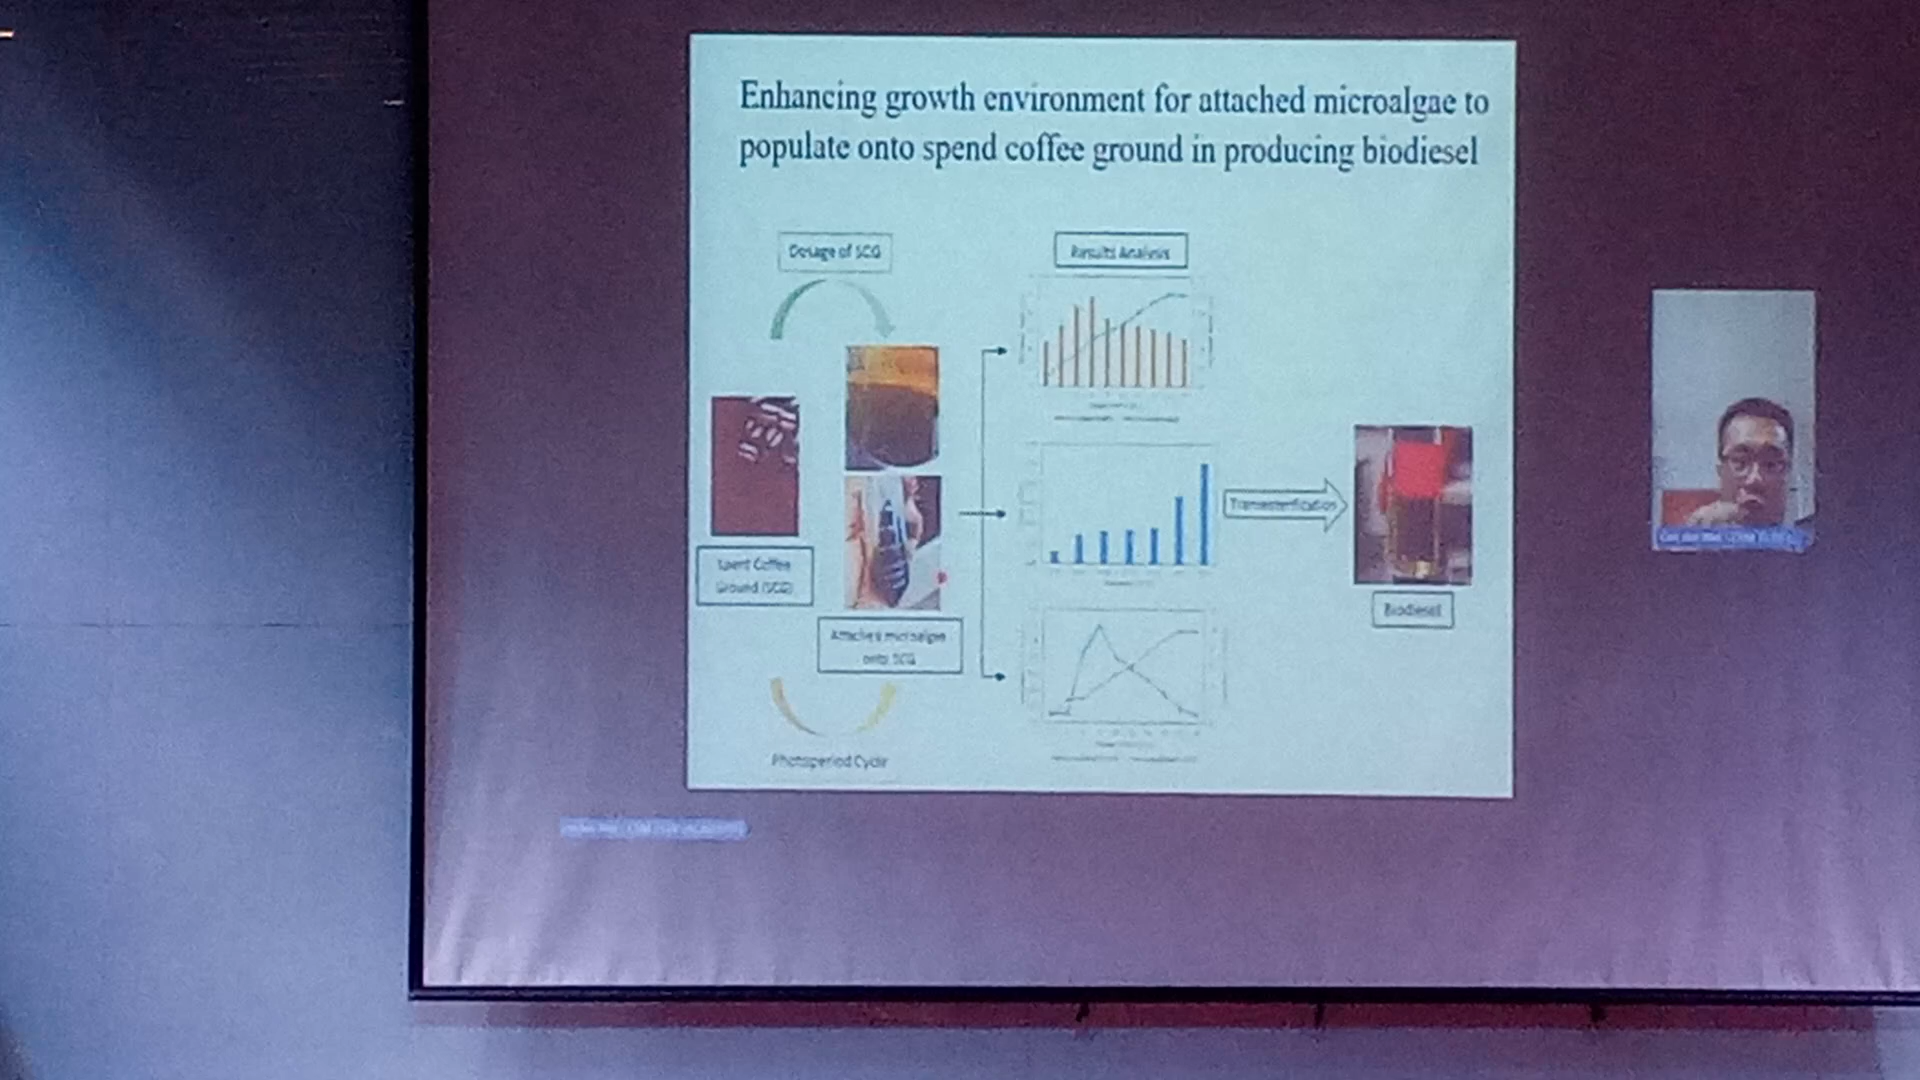 Enhancing growth environment for attached microalgae to
populate onto spend coffee ground in producing biodiesel
Dosage of SCG
Results Analysis
Spent Coffee
Ground (SCG)
Attached microalgae
onto SCG
Photoperiod Cycle
Transesterification
Biodiesel